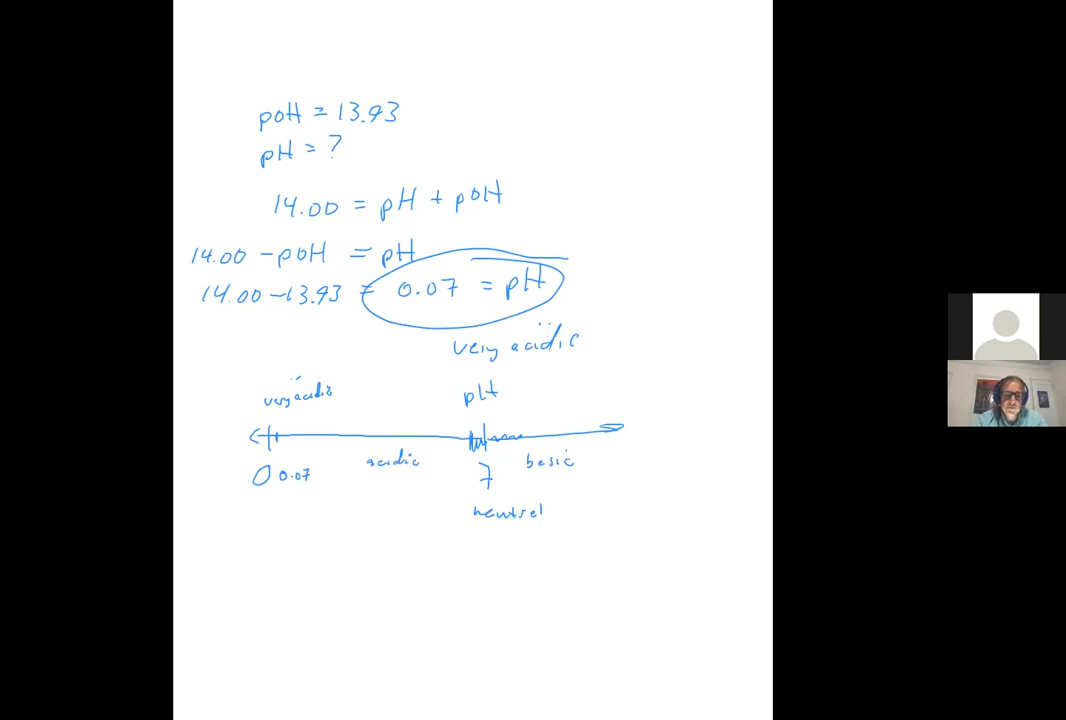 pOH = 13.93
pH = ?
14.00 = pH + pOH
14.00 - pOH = pH
14.00 - 13.93 = 0.07 = pH
very acidic
very acidic
pH
acidic
basic
0 0.07
7
neutral